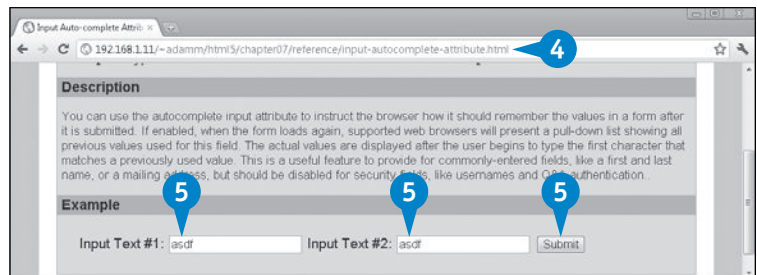 Input Auto-complete Attrib
192.168.1.11/~adamm/html5/chapter07/reference/input-autocomplete-attribute.html
4
Description
You can use the autocomplete input attribute to instruct the browser how it should remember the values in a form after
it is submitted. If enabled, when the form loads again, supported web browsers will present a pull-down list showing all
previous values used for this field. The actual values are displayed after the user begins to type the first character that
matches a previously used value. This is a useful feature to provide for commonly-entered fields, like a first and last
name, or a mailing address, but should be disabled for security fields, like usernames and Q&A authentication..
Example
5 5 5
Input Text #1: asdf Input Text #2: asdf Submit